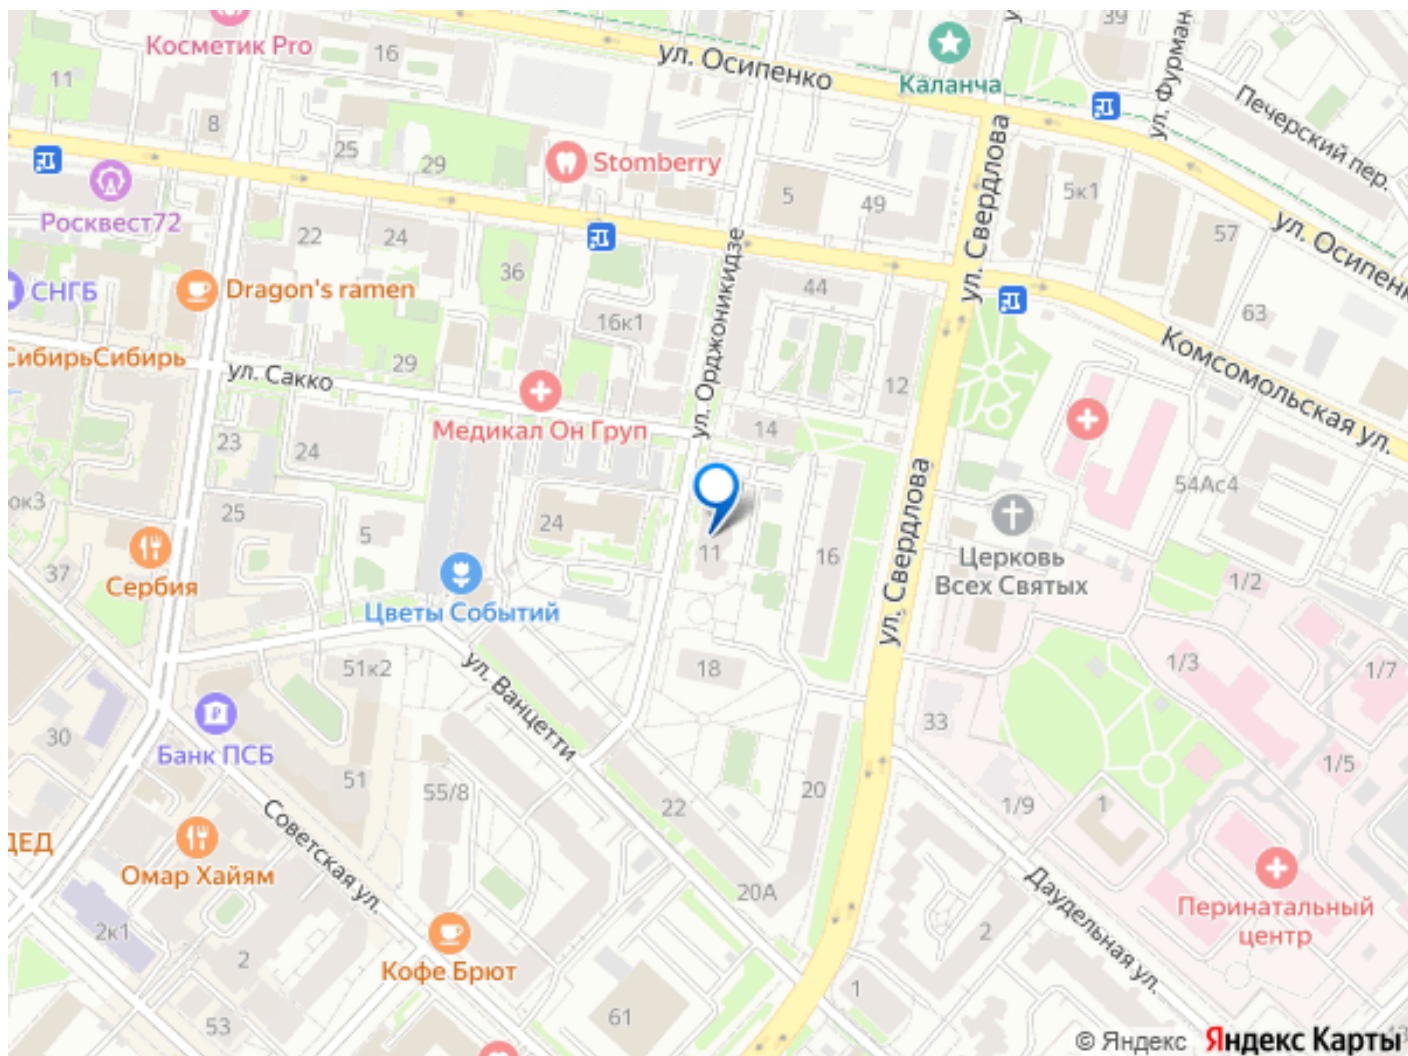 Косметик Pro
16
ул. Осипенко
Каланча
39
ул. Фурман
Печерский пер.
11
8
25
29
Stomberry
5
49
ул. Свердлова
5к1
57
ул. Осипенк
Росквест72
22
24
36
44
63
СНГБ
Dragon's ramen
16к1
ул. Орджоникидзе
Комсомольская ул.
СибирьСибирь
ул. Сакко
29
12
Медикал Он Груп
14
23
24
54Ас4
25
5
24
11
16
ул. Свердлова
Церковь
Всех Святых
1/2
37
Сербия
Цветы Событий
51к2
ул. Ванцетти
18
1/3
1/7
33
30
Банк ПСБ
51
55/8
22
20
1/9
1
1/5
ДЕД
Омар Хайям
Советская ул.
20А
Даудельная ул.
Перинатальный
центр
2к1
2
Кофе Брют
2
53
61
1
© Яндекс Яндекс Карты